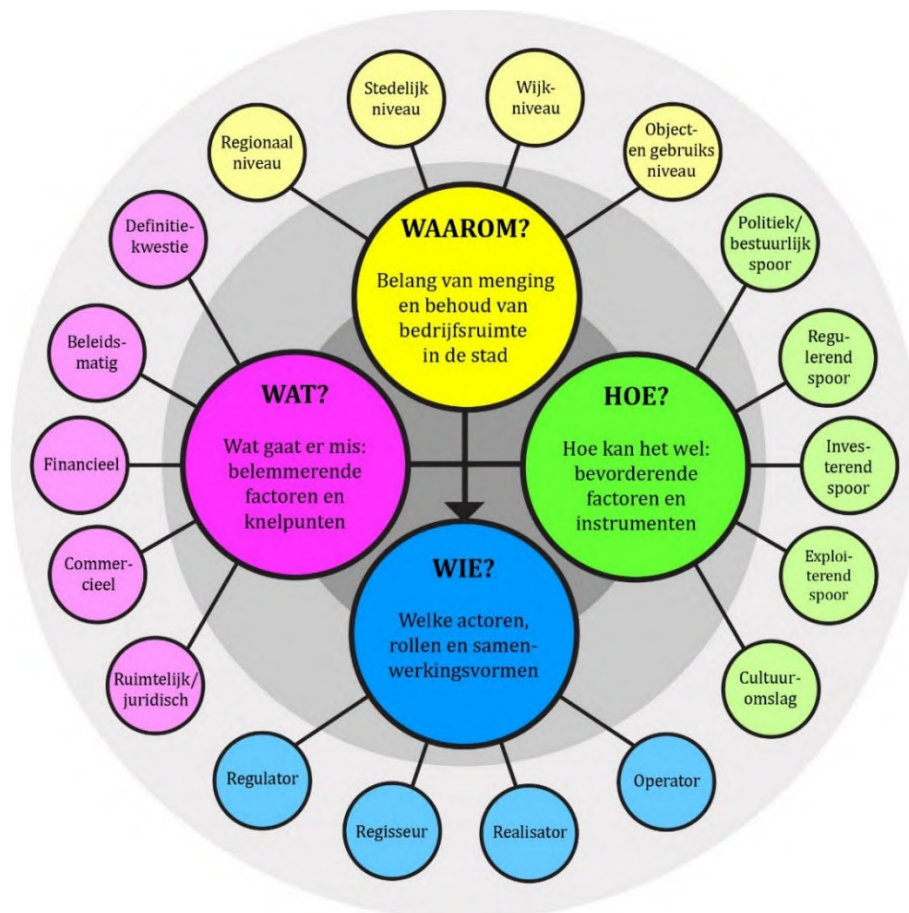 Stedelijk
niveau
Wijk-
niveau
Regionaal
niveau
Object-
en gebruiks
niveau
WAAROM?
Belang van menging
en behoud van
bedrijfsruimte
in de stad
Definitie-
kwestie
Beleids-
matig
Financieel
Commer-
cieel
Ruimtelijk/
juridisch
WAT?
Wat gaat er mis:
belemmerende
factoren en
knelpunten
HOE?
Hoe kan het wel:
bevorderende
factoren en
instrumenten
Politiek/
bestuurlijk
spoor
Regu-
lerend
spoor
Inves-
terend
spoor
Exploi-
terend
spoor
Cultuur-
omslag
WIE?
Welke actoren,
rollen en samen-
werkingsvormen
Regulator
Regisseur
Realisator
Operator